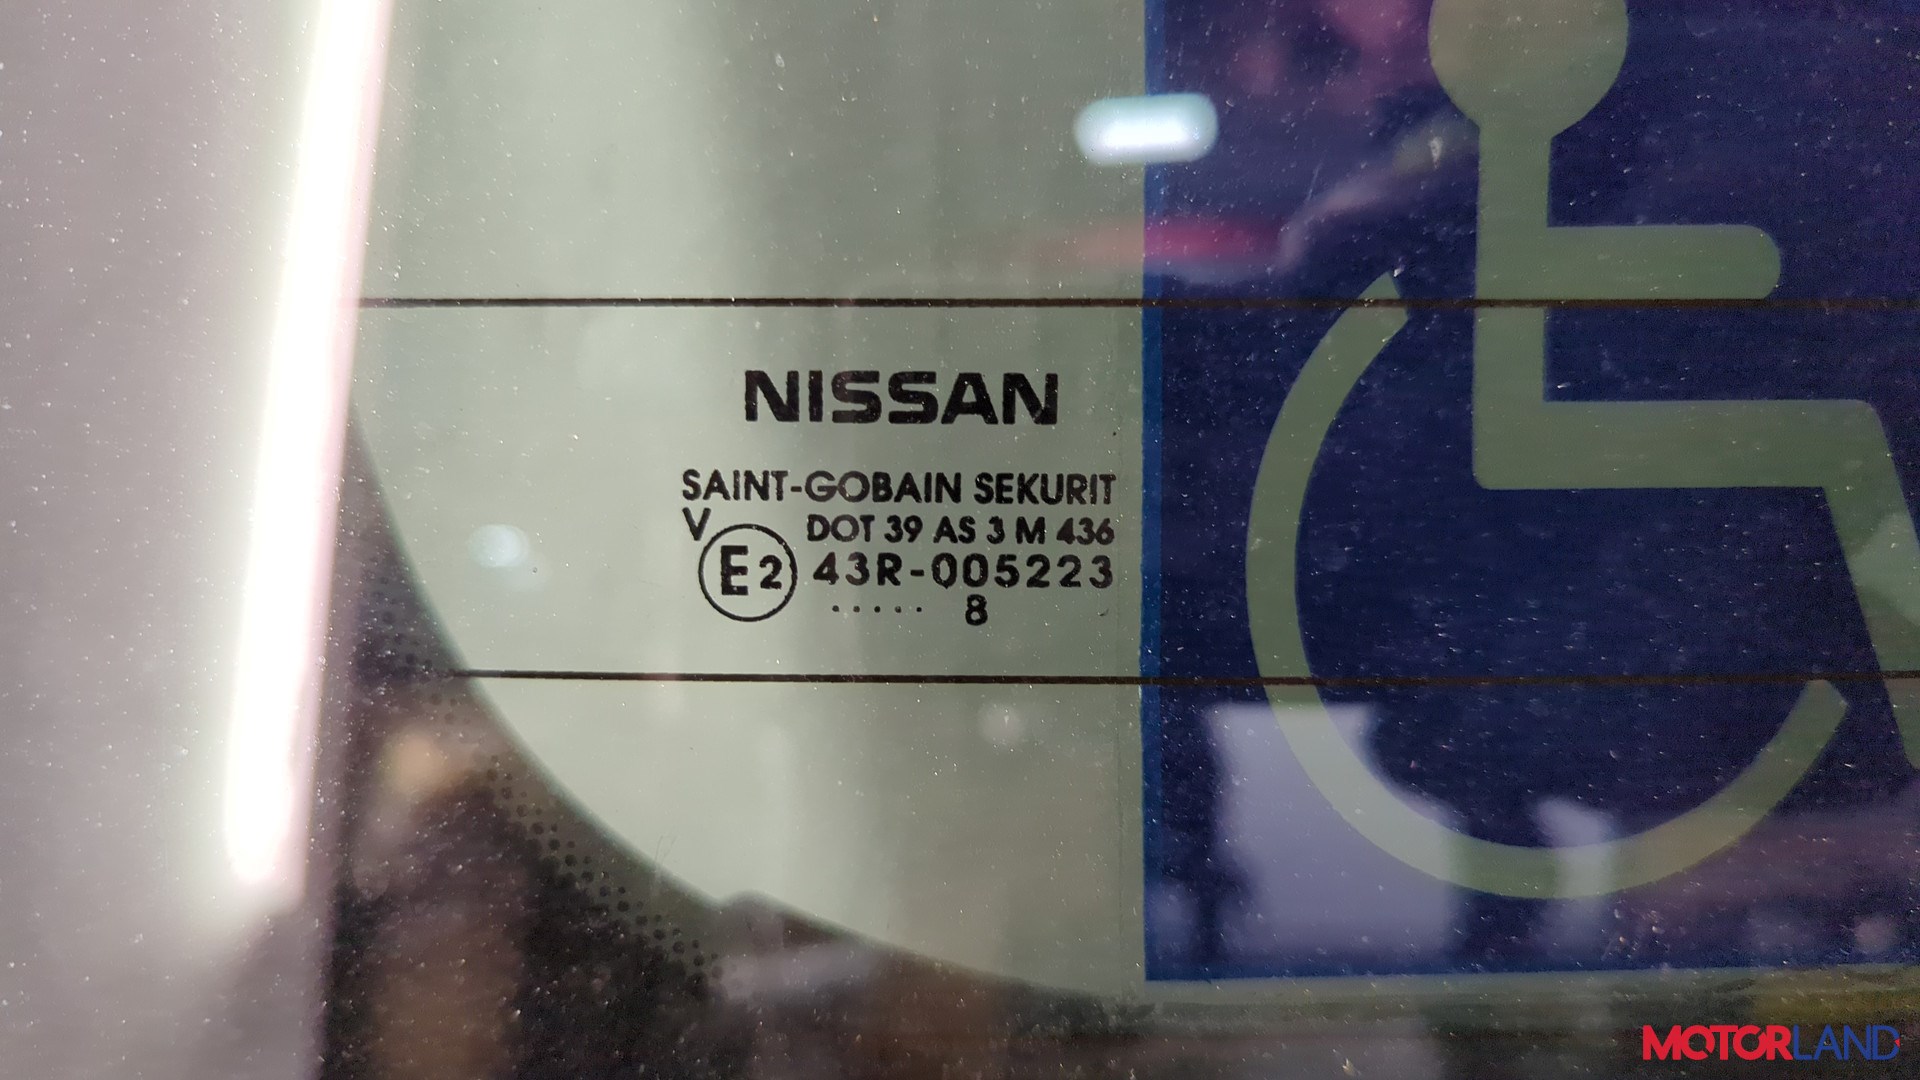 NISSAN
SAINT-GOBAIN SEKURIT
V DOT 39 AS 3 M 436
E2 43R-005223
..... 8
MOTORLAND